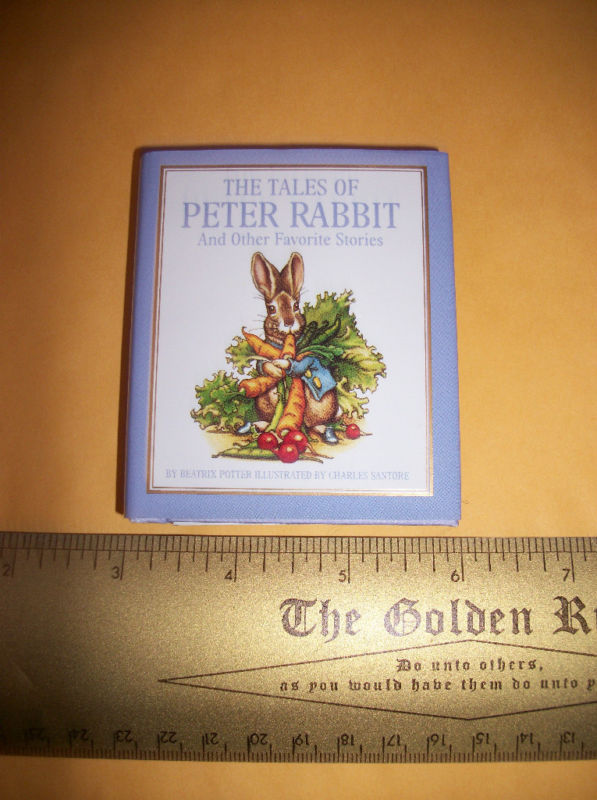 THE TALES OF
PETER RABBIT
And Other Favorite Stories
BY BEATRIX POTTER ILLUSTRATED BY CHARLES SANTORE
2 3 4 5 6 7
The Golden
Do unto others,
as you would have them do unto
25 24 23 22 21 20 19 18 17 16 15 14 13